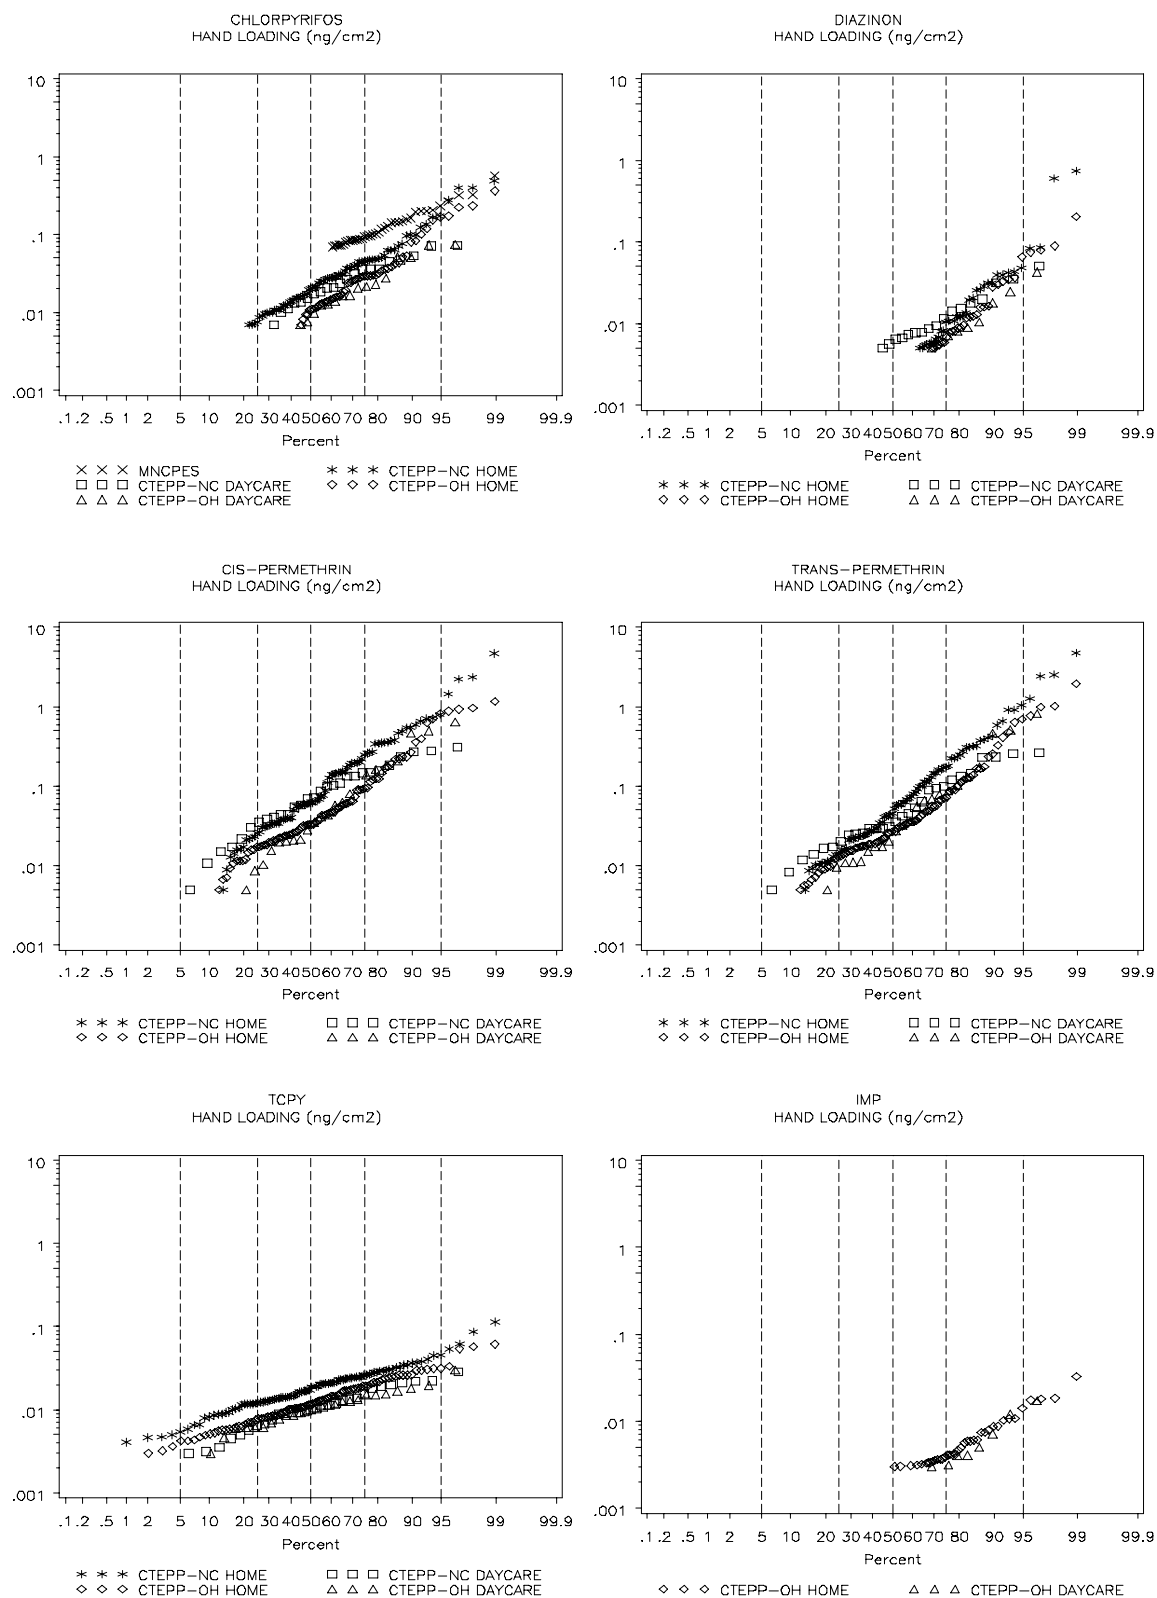 CHLORPYRIFOS
HAND LOADING (ng/cm2)
10
1
.1
.01
.001
.1 .2 .5 1 2 5 10 20 30 40 50 60 70 80 90 95 99 99.9
Percent
× × × MNCPES
* * * CTEPP-NC HOME
□ □ □ CTEPP-NC DAYCARE
◇ ◇ ◇ CTEPP-OH HOME
△ △ △ CTEPP-OH DAYCARE
DIAZINON
HAND LOADING (ng/cm2)
10
1
.1
.01
.001
.1 .2 .5 1 2 5 10 20 30 40 50 60 70 80 90 95 99 99.9
Percent
* * * CTEPP-NC HOME
□ □ □ CTEPP-NC DAYCARE
◇ ◇ ◇ CTEPP-OH HOME
△ △ △ CTEPP-OH DAYCARE
CIS-PERMETHRIN
HAND LOADING (ng/cm2)
10
1
.1
.01
.001
.1 .2 .5 1 2 5 10 20 30 40 50 60 70 80 90 95 99 99.9
Percent
* * * CTEPP-NC HOME
□ □ □ CTEPP-NC DAYCARE
◇ ◇ ◇ CTEPP-OH HOME
△ △ △ CTEPP-OH DAYCARE
TRANS-PERMETHRIN
HAND LOADING (ng/cm2)
10
1
.1
.01
.001
.1 .2 .5 1 2 5 10 20 30 40 50 60 70 80 90 95 99 99.9
Percent
* * * CTEPP-NC HOME
□ □ □ CTEPP-NC DAYCARE
◇ ◇ ◇ CTEPP-OH HOME
△ △ △ CTEPP-OH DAYCARE
TCPY
HAND LOADING (ng/cm2)
10
1
.1
.01
.001
.1 .2 .5 1 2 5 10 20 30 40 50 60 70 80 90 95 99 99.9
Percent
* * * CTEPP-NC HOME
□ □ □ CTEPP-NC DAYCARE
◇ ◇ ◇ CTEPP-OH HOME
△ △ △ CTEPP-OH DAYCARE
IMP
HAND LOADING (ng/cm2)
10
1
.1
.01
.001
.1 .2 .5 1 2 5 10 20 30 40 50 60 70 80 90 95 99 99.9
Percent
◇ ◇ ◇ CTEPP-OH HOME
△ △ △ CTEPP-OH DAYCARE